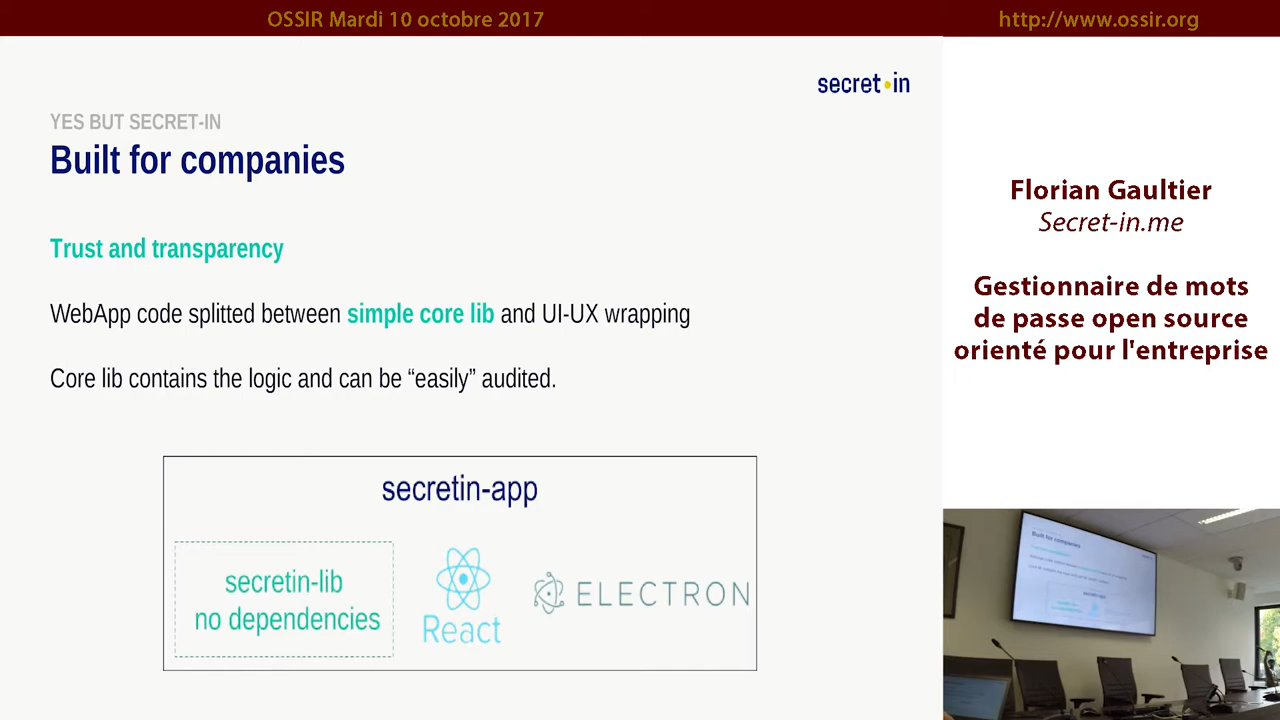 OSSIR Mardi 10 octobre 2017
http://www.ossir.org
secret•in
YES BUT SECRET-IN
Built for companies
Trust and transparency
WebApp code splitted between simple core lib and UI-UX wrapping
Core lib contains the logic and can be “easily” audited.
secretin-app
secretin-lib
no dependencies
React
ELECTRON
Florian Gaultier
Secret-in.me
Gestionnaire de mots
de passe open source
orienté pour l'entreprise
Built for companies